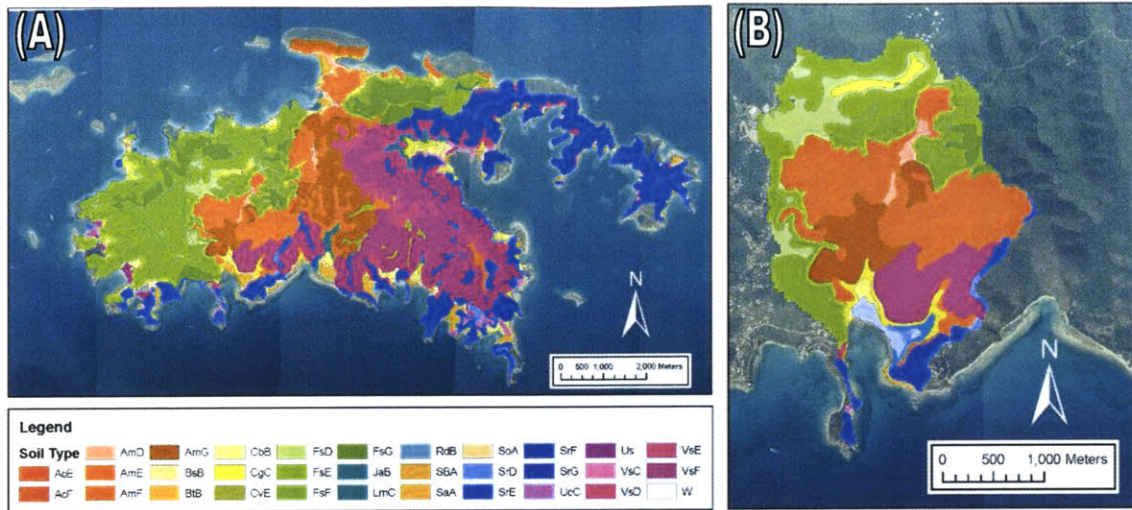 (A)
N
0 500 1,000 2,000 Meters
(B)
N
0 500 1,000 Meters
Legend
Soil Type
AcE
AcF
AmD
AmE
AmF
AmG
BsB
BtB
CbB
CgC
CvE
FsD
FsE
FsF
FsG
JaB
LmC
RdB
SBA
SaA
SoA
SrD
SrE
SrF
SrG
UcC
Us
VsC
VsD
VsE
VsF
W